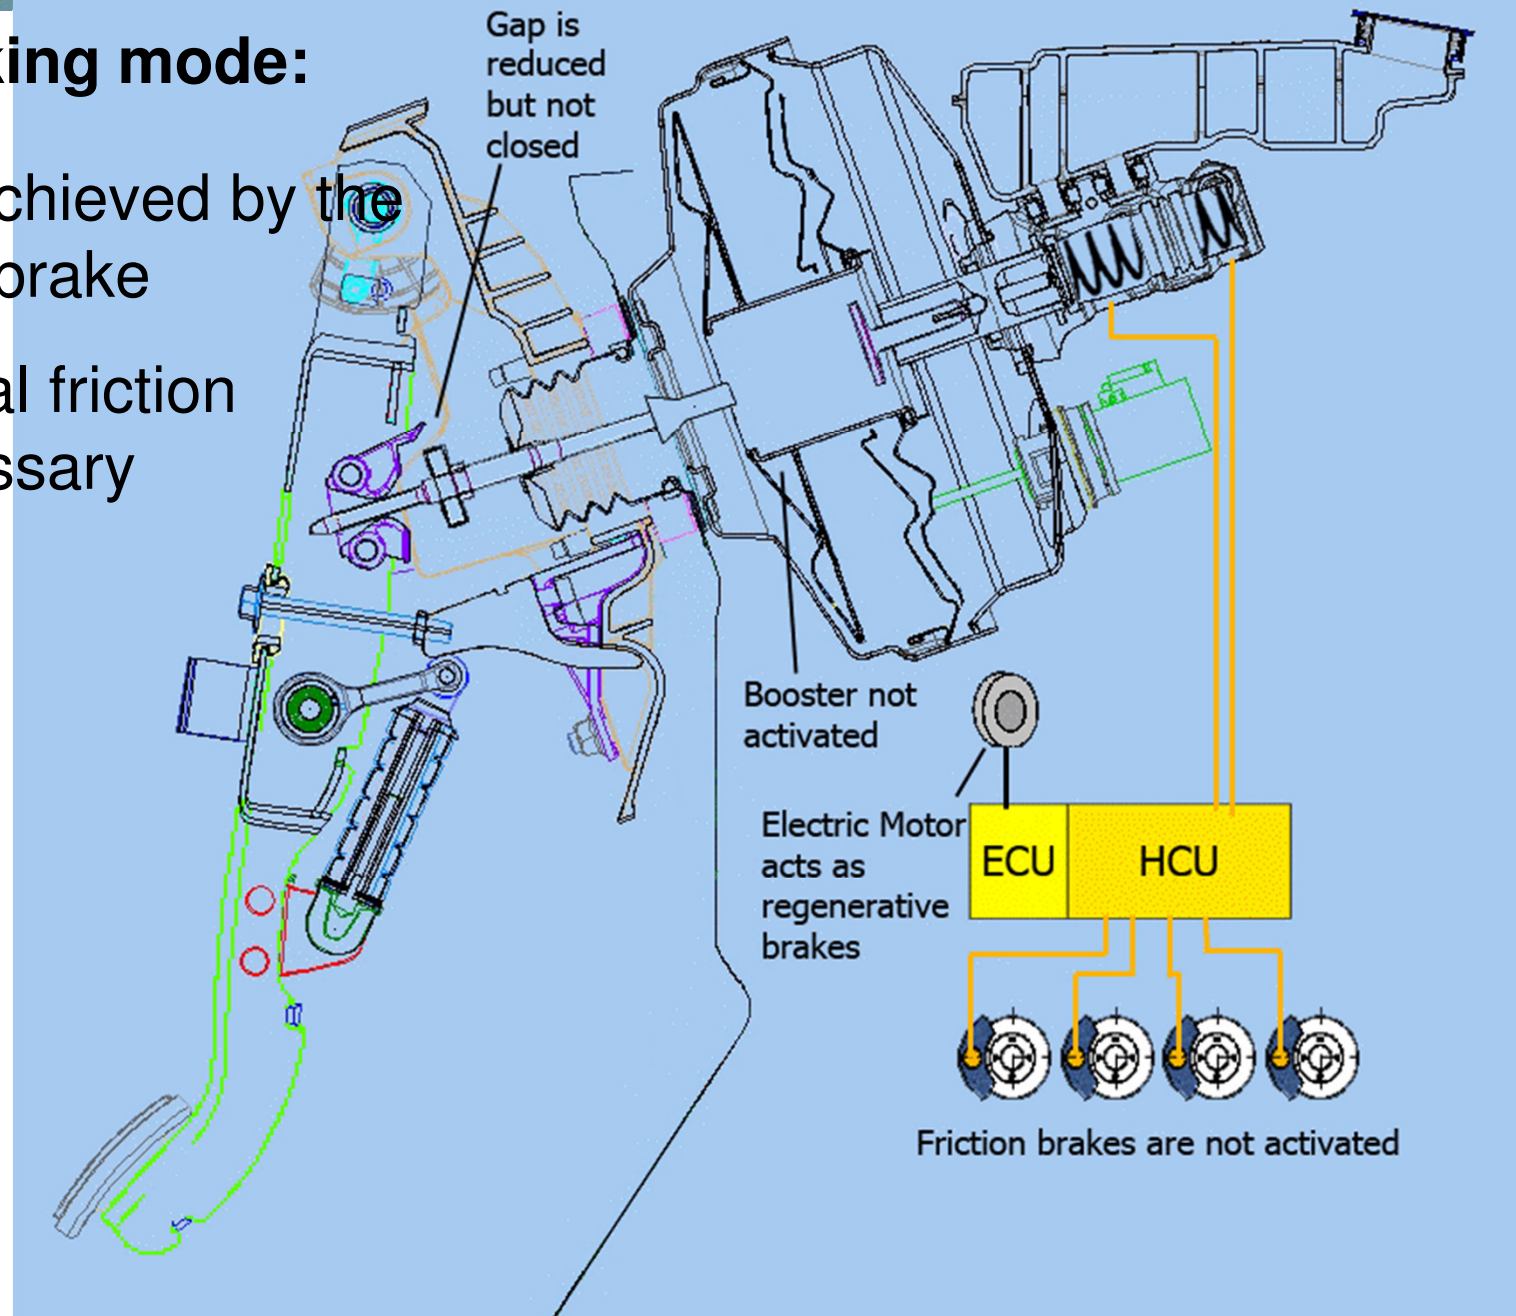 king mode:
chieved by the
brake
al friction
ssary
Gap is
reduced
but not
closed
Booster not
activated
Electric Motor
acts as
regenerative
brakes
ECU
HCU
Friction brakes are not activated